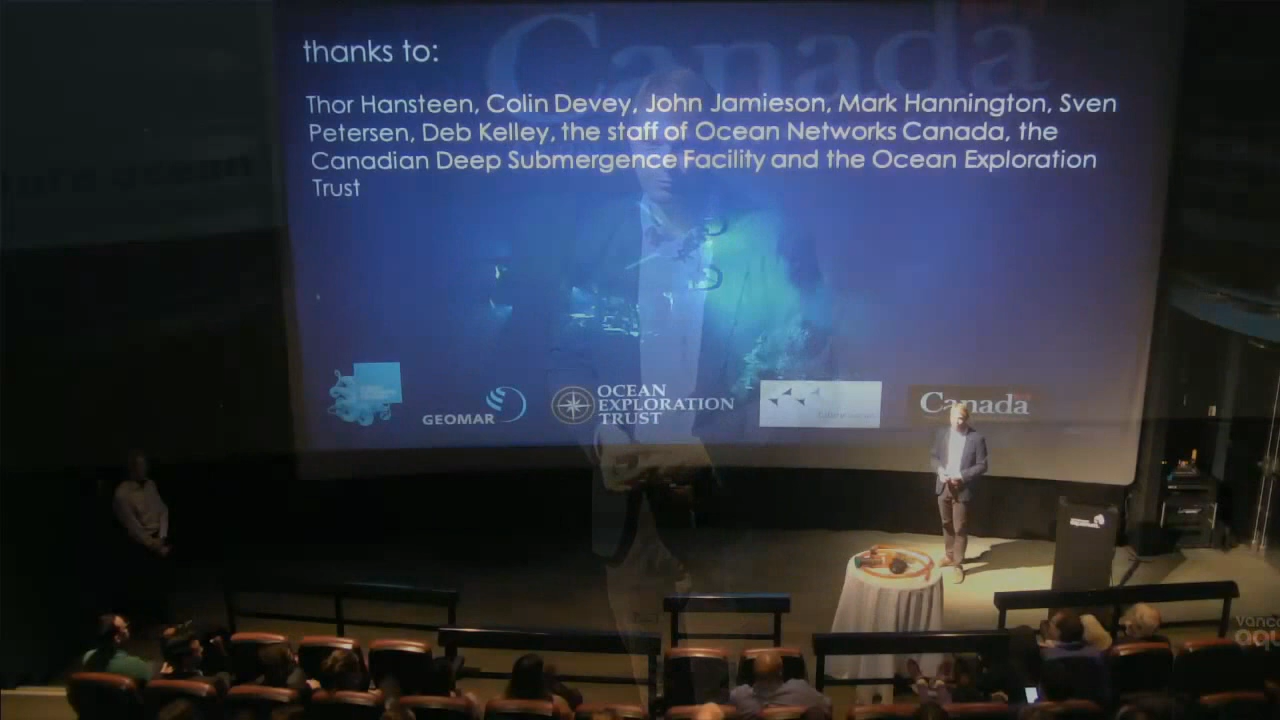 Canada
thanks to:
Thor Hansteen, Colin Devey, John Jamieson, Mark Hannington, Sven
Petersen, Deb Kelley, the staff of Ocean Networks Canada, the
Canadian Deep Submergence Facility and the Ocean Exploration
Trust
GEOMAR
OCEAN
EXPLORATION
TRUST
Canada